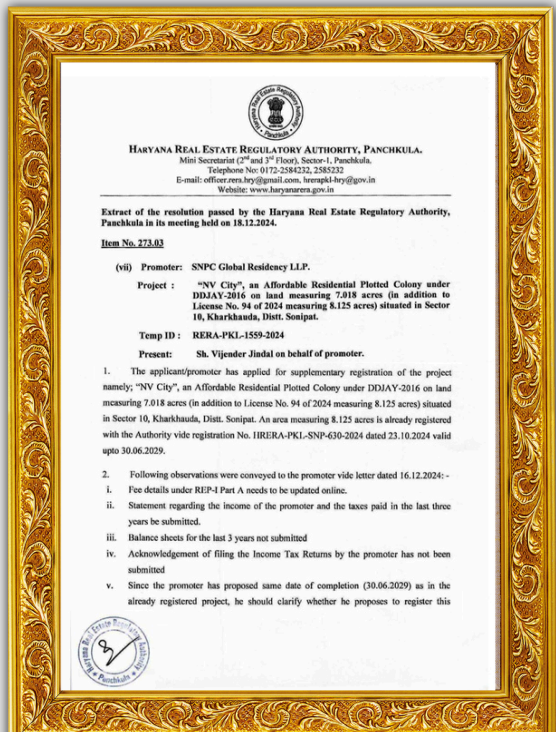 Haryana Real Estate Regulatory Authority
Panchkula
HARYANA REAL ESTATE REGULATORY AUTHORITY, PANCHKULA.
Mini Secretariat (2nd and 3rd Floor), Sector-1, Panchkula.
Telephone No: 0172-2584232, 2585232
E-mail: officer.rera.hry@gmail.com, hrerapkl-hry@gov.in
Website: www.haryanarera.gov.in
Extract of the resolution passed by the Haryana Real Estate Regulatory Authority,
Panchkula in its meeting held on 18.12.2024.
Item No. 273.03
(vii) Promoter: SNPC Global Residency LLP.
Project : "NV City", an Affordable Residential Plotted Colony under
DDJAY-2016 on land measuring 7.018 acres (in addition to
License No. 94 of 2024 measuring 8.125 acres) situated in Sector
10, Kharkhauda, Distt. Sonipat.
Temp ID : RERA-PKL-1559-2024
Present: Sh. Vijender Jindal on behalf of promoter.
1. The applicant/promoter has applied for supplementary registration of the project
namely; "NV City", an Affordable Residential Plotted Colony under DDJAY-2016 on land
measuring 7.018 acres (in addition to License No. 94 of 2024 measuring 8.125 acres) situated
in Sector 10, Kharkhauda, Distt. Sonipat. An area measuring 8.125 acres is already registered
with the Authority vide registration No. HRERA-PKL-SNP-630-2024 dated 23.10.2024 valid
upto 30.06.2029.
2. Following observations were conveyed to the promoter vide letter dated 16.12.2024: -
i. Fee details under REP-I Part A needs to be updated online.
ii. Statement regarding the income of the promoter and the taxes paid in the last three
years be submitted.
iii. Balance sheets for the last 3 years not submitted
iv. Acknowledgement of filing the Income Tax Returns by the promoter has not been
submitted
v. Since the promoter has proposed same date of completion (30.06.2029) as in the
already registered project, he should clarify whether he proposes to register this
Haryana Real Estate Regulatory Authority
Panchkula